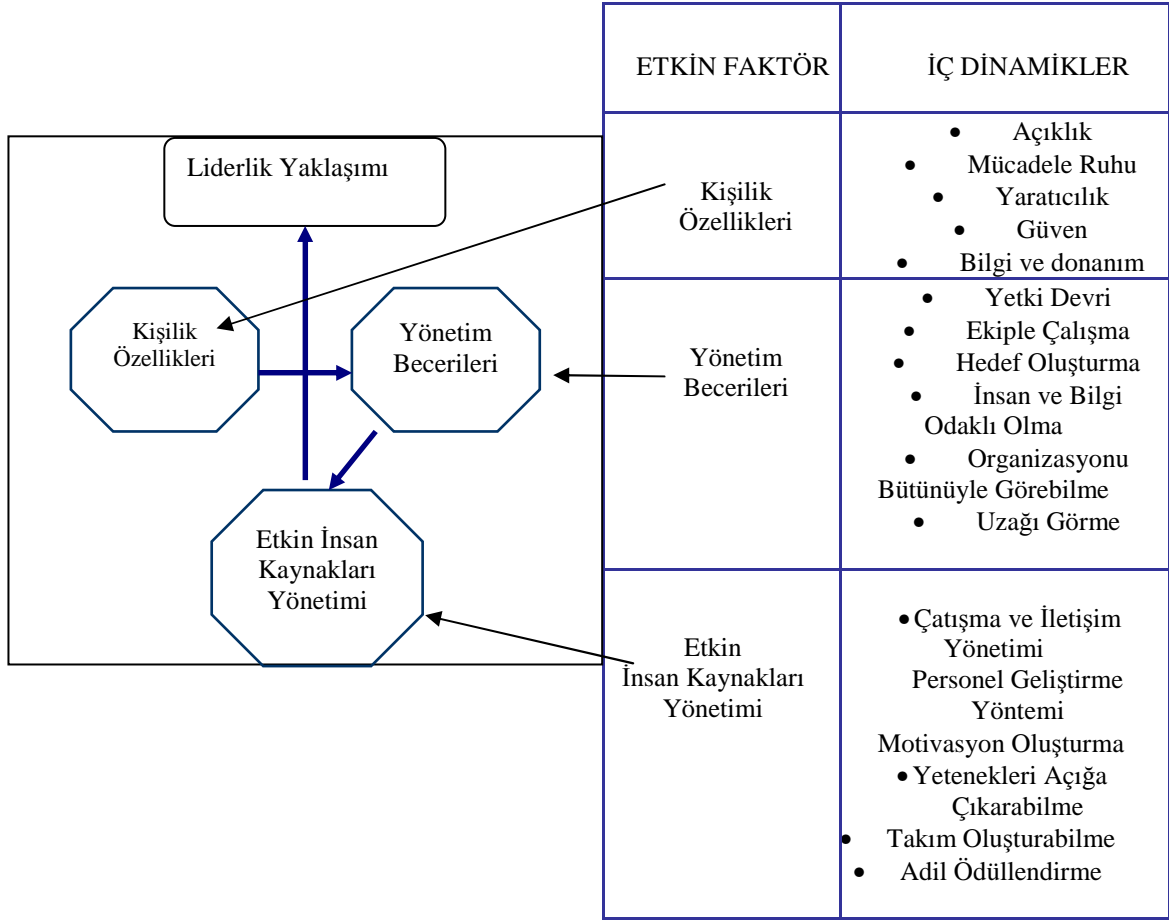 ETKİN FAKTÖR
İÇ DİNAMİKLER
Liderlik Yaklaşımı
Kişilik
Özellikleri
Yönetim
Becerileri
Etkin İnsan
Kaynakları
Yönetimi
Kişilik
Özellikleri
• Açıklık
• Mücadele Ruhu
• Yaratıcılık
• Güven
• Bilgi ve donanım
Yönetim
Becerileri
• Yetki Devri
• Ekiple Çalışma
• Hedef Oluşturma
• İnsan ve Bilgi
Odaklı Olma
• Organizasyonu
Bütünüyle Görebilme
• Uzağı Görme
Etkin
İnsan Kaynakları
Yönetimi
• Çatışma ve İletişim
Yönetimi
Personel Geliştirme
Yöntemi
Motivasyon Oluşturma
• Yetenekleri Açığa
Çıkarabilme
• Takım Oluşturabilme
• Adil Ödüllendirme